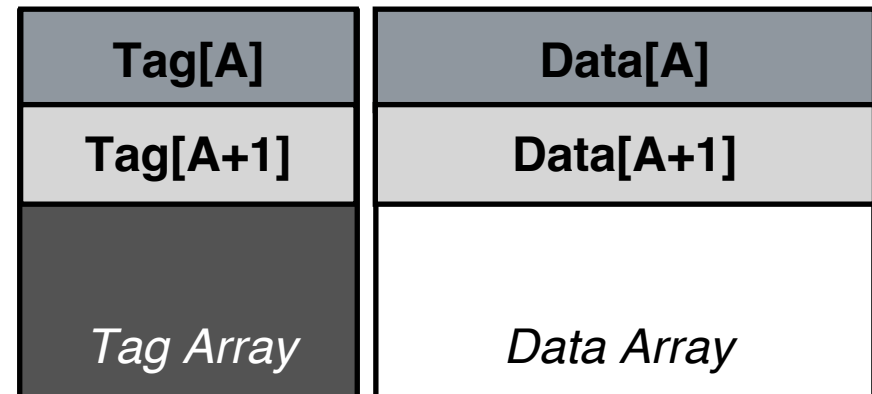 Tag[A] Data[A]
Tag[A+1] Data[A+1]
Tag Array Data Array